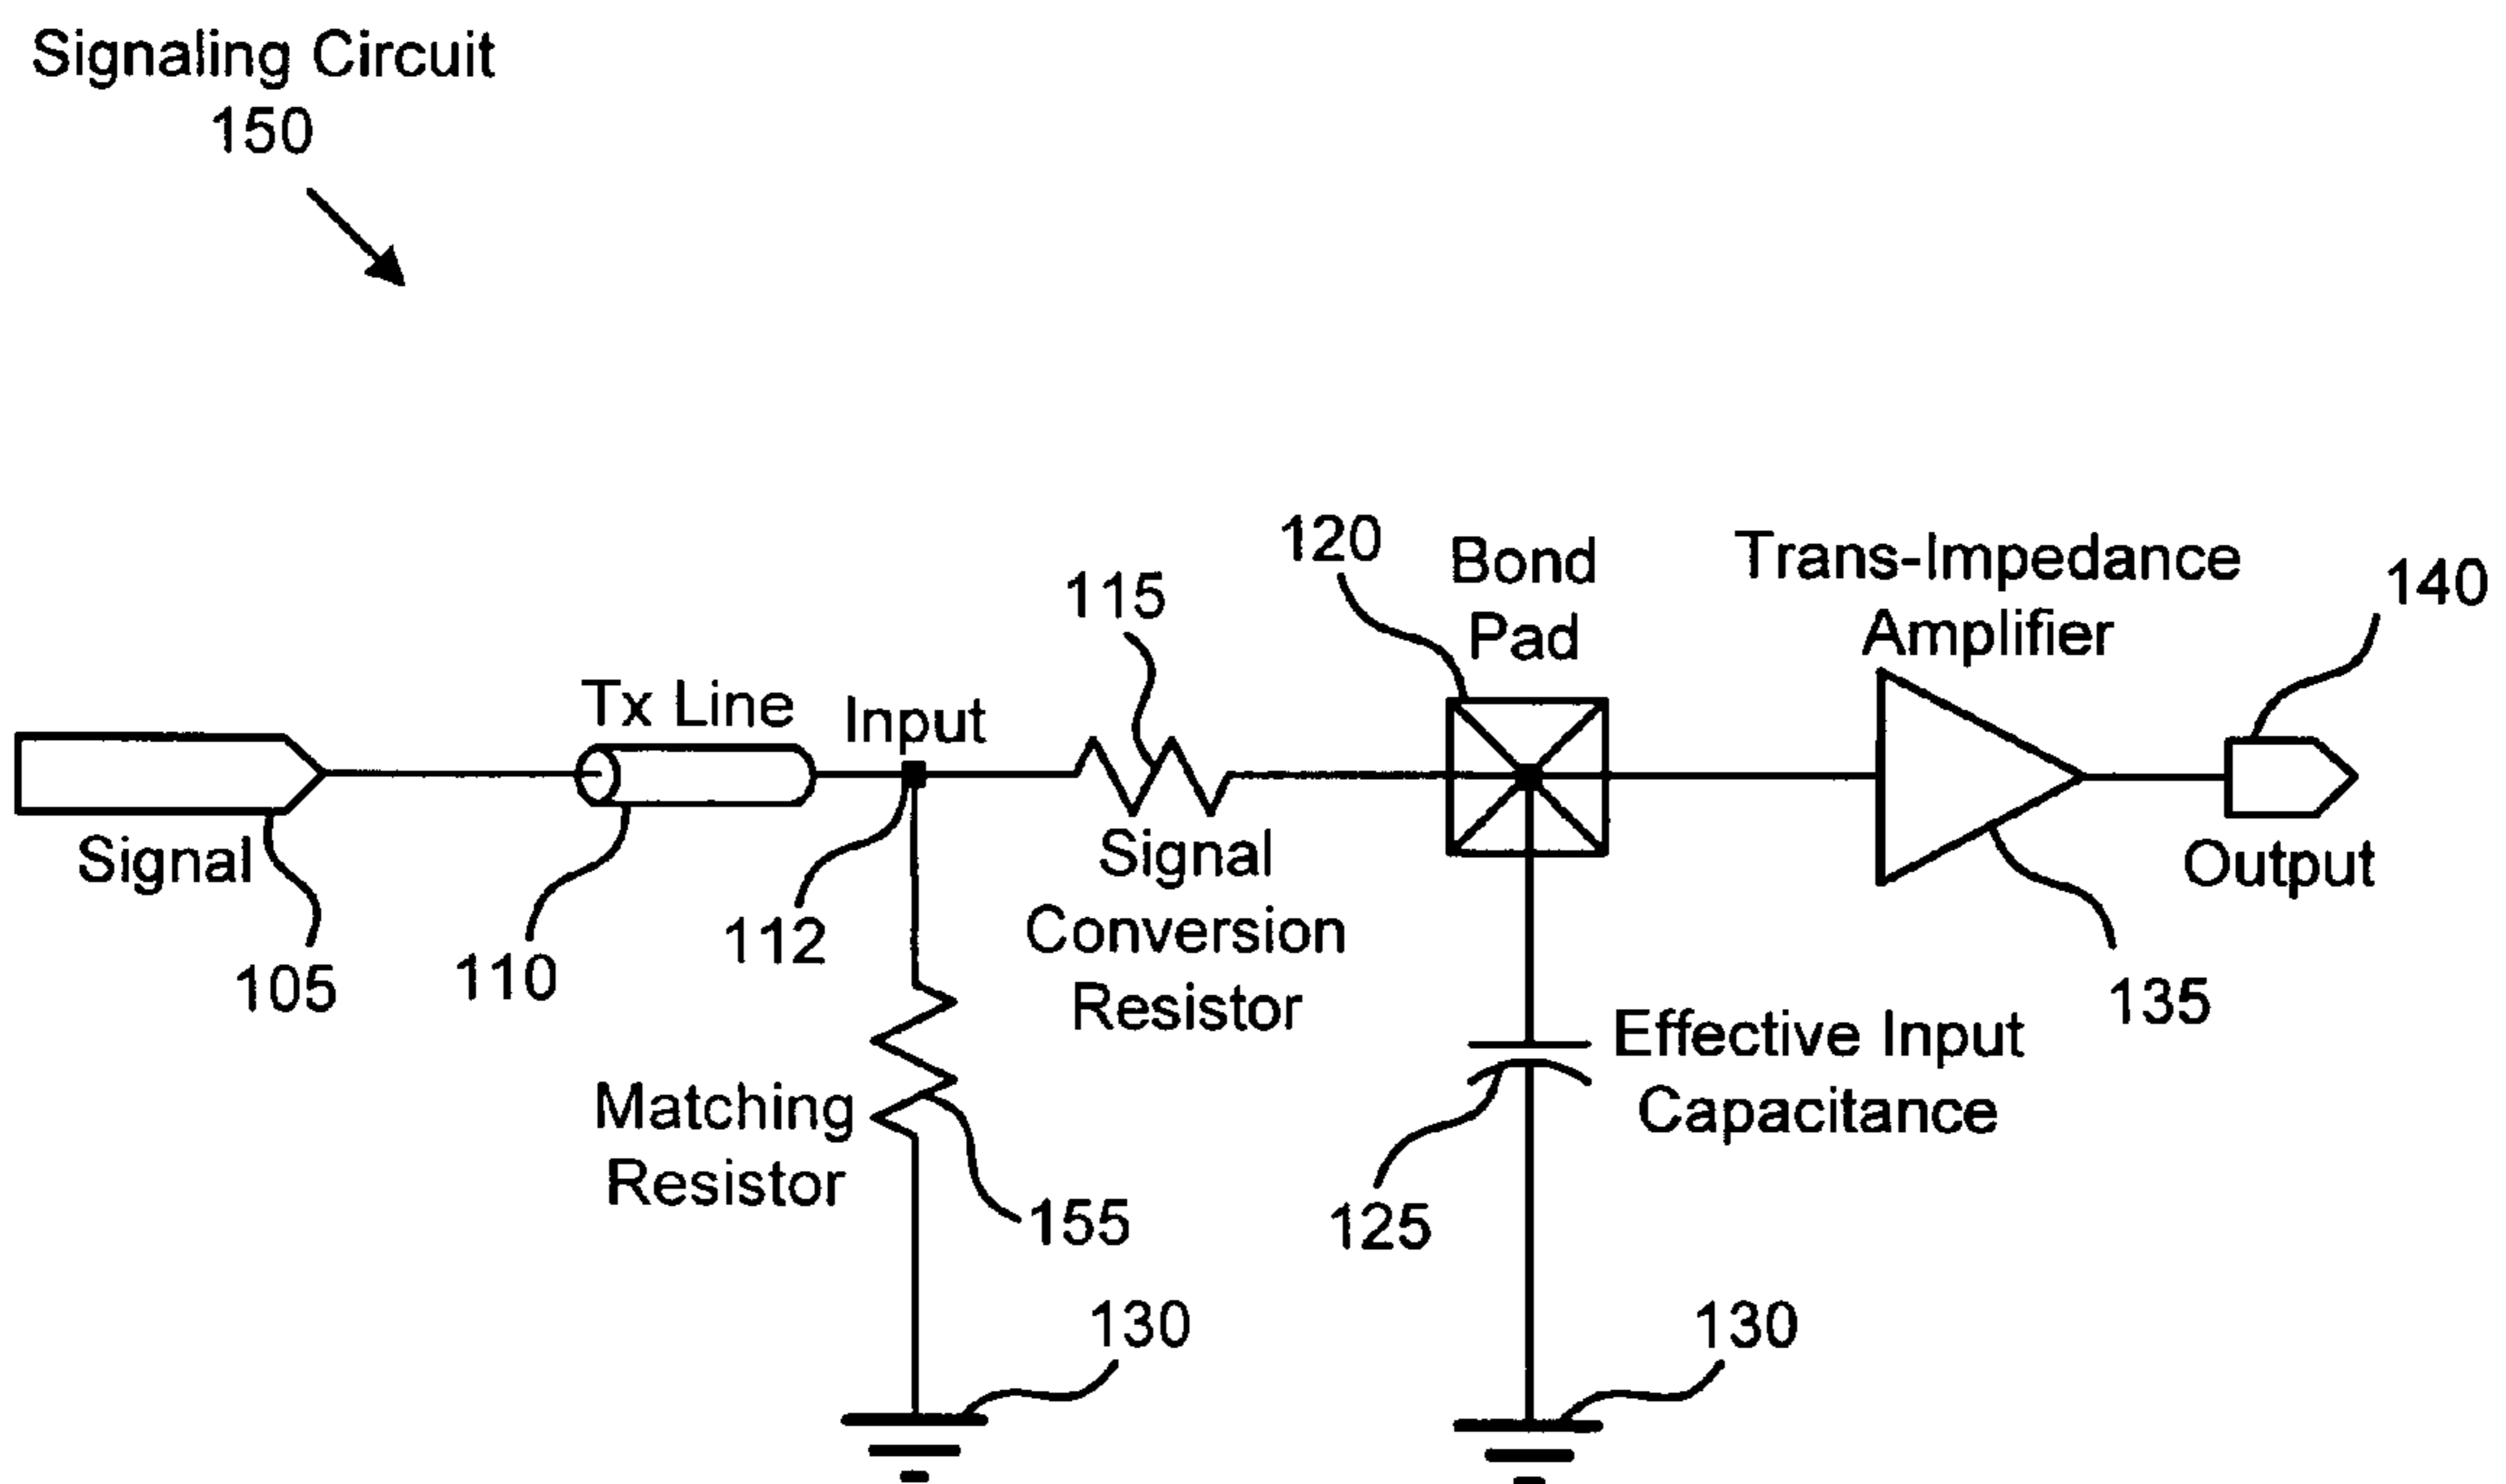 Signaling Circuit
150
120
Bond
Pad
Trans-Impedance
Amplifier
140
115
Tx Line
Input
Signal
105
110
112
Signal
Conversion
Resistor
Output
135
Effective Input
Capacitance
125
Matching
Resistor
155
130
130